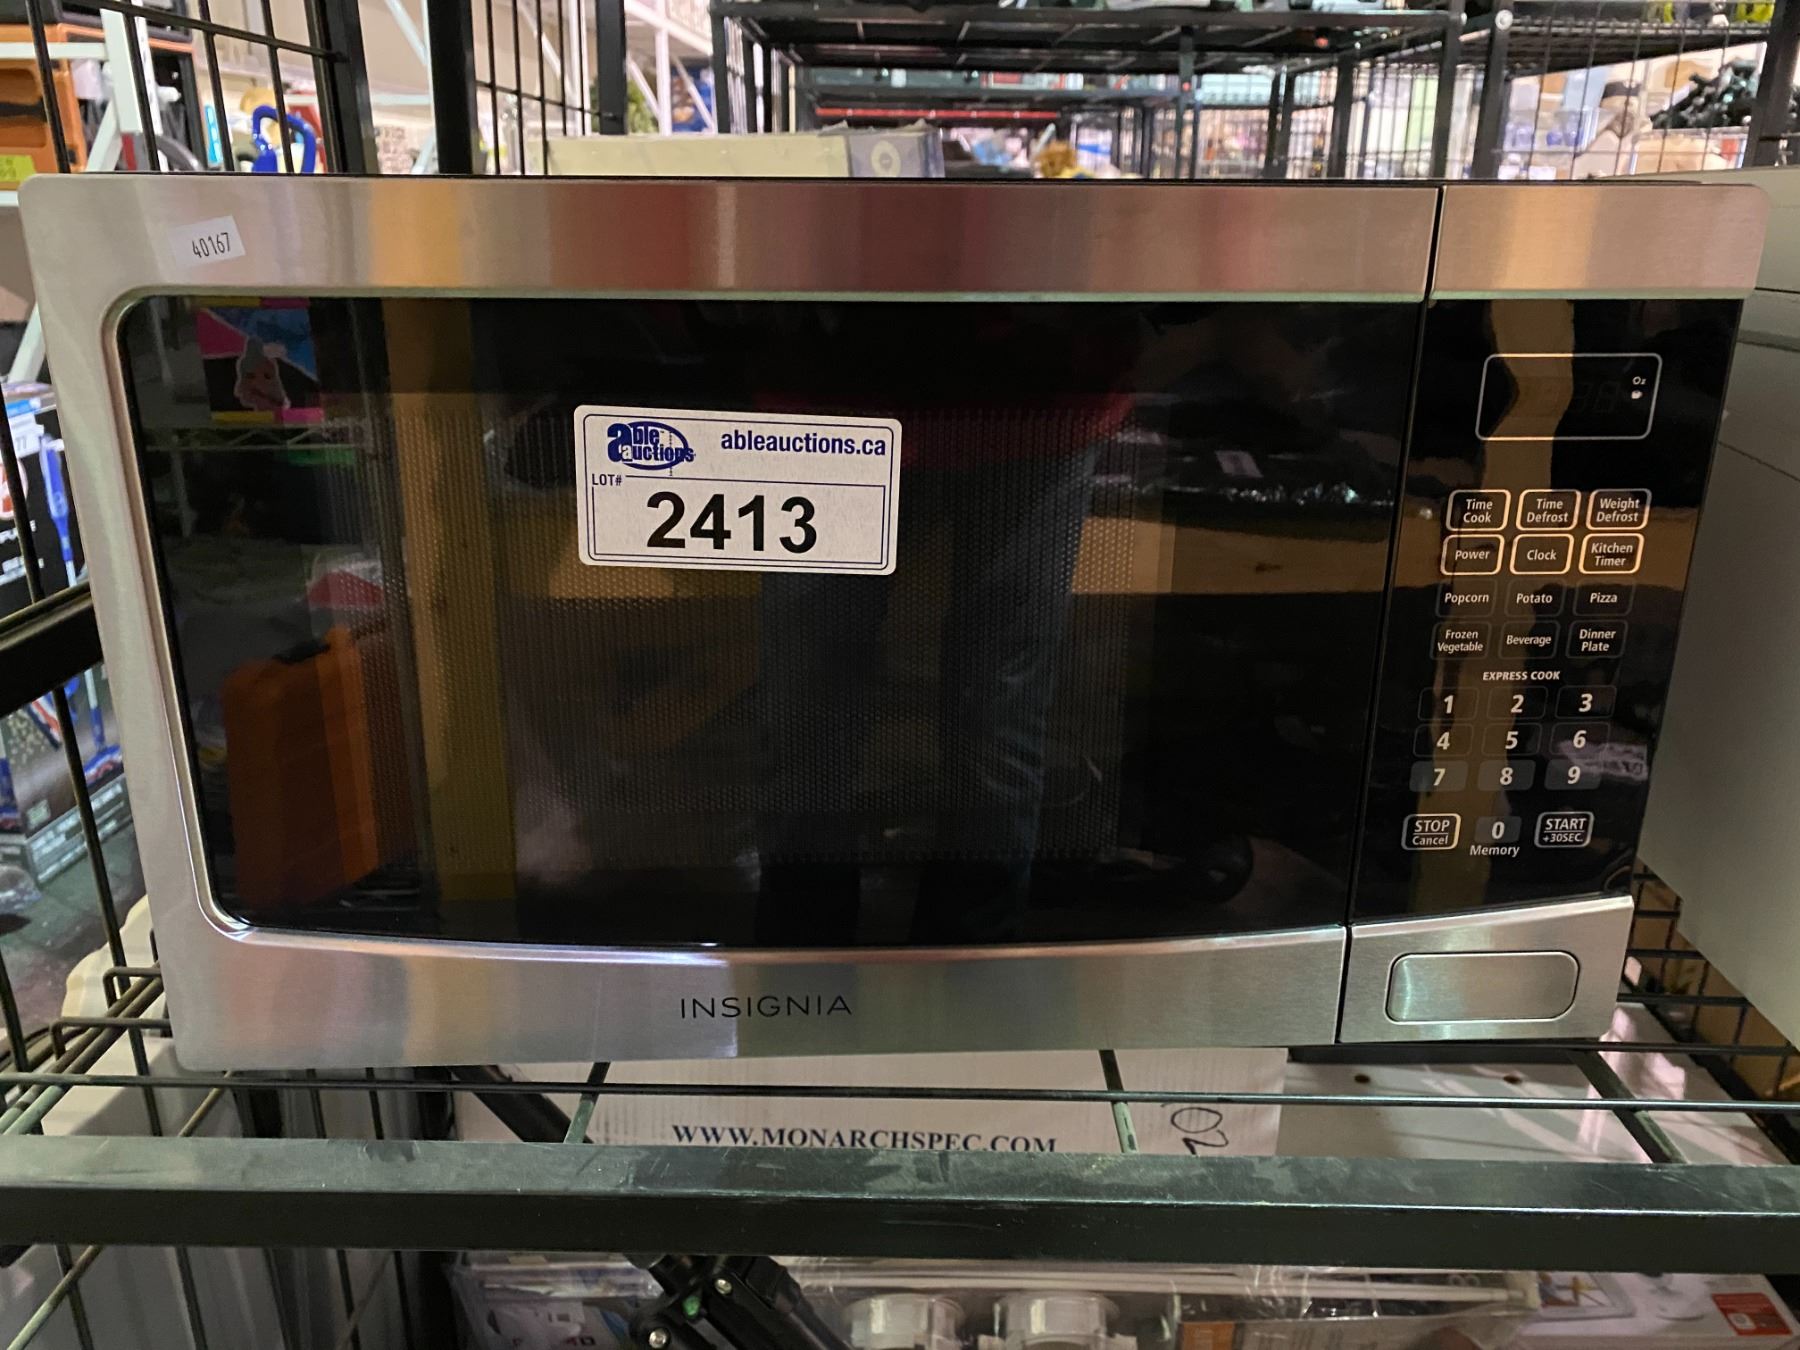 40167
able auctions
ableauctions.ca
LOT#
2413
Oz
Time Cook
Time Defrost
Weight Defrost
Power
Clock
Kitchen Timer
Popcorn
Potato
Pizza
Frozen Vegetable
Beverage
Dinner Plate
EXPRESS COOK
1 2 3
4 5 6
7 8 9
STOP Cancel
0
START +30SEC.
Memory
INSIGNIA
WWW.MONARCHSPEC.COM